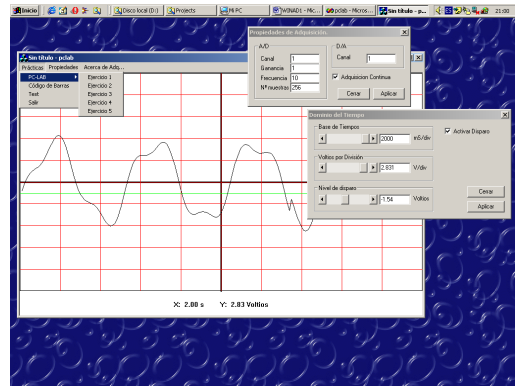 Inicio
Disco local (D:)
Projects
Mi PC
WINAD1 - Mic...
pclab - Micros...
Sin título - p...
21:00
Propiedades de Adquisición.
A/D
Canal 1
Ganancia 1
Frecuencia 10
Nª muestras 256
D/A
Canal 1
Adquisicion Continua
Cerrar
Aplicar
Sin título - pclab
Prácticas Propiedades Acerca de Adq...
PC-LAB
Código de Barras
Test
Salir
Ejercicio 1
Ejercicio 2
Ejercicio 3
Ejercicio 4
Ejercicio 5
Dominio del Tiempo
Base de Tiempos
2000 mS/div
Activar Disparo
Voltios por División
2.831 V/div
Nivel de disparo
-1.54 Voltios
Cerrar
Aplicar
X: 2.00 s Y: 2.83 Voltios